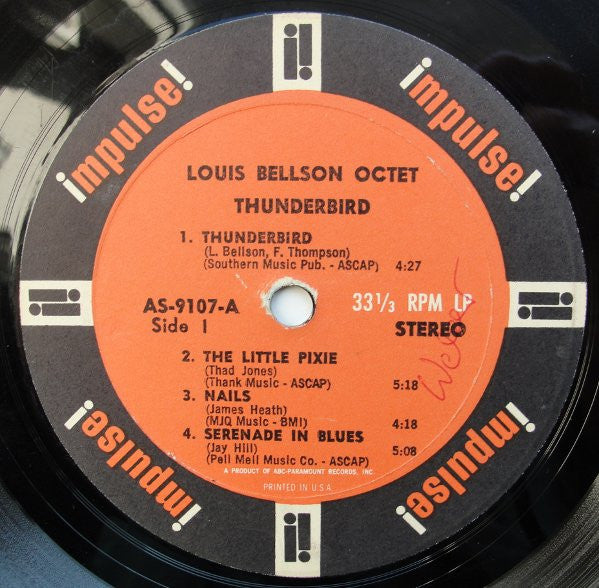 impulse!
impulse!
LOUIS BELLSON OCTET
THUNDERBIRD
1. THUNDERBIRD
(L. Bellson, F. Thompson)
(Southern Music Pub. - ASCAP) 4:27
AS-9107-A 33 1/3 RPM LP
Side 1 STEREO
2. THE LITTLE PIXIE
(Thad Jones)
(Thank Music - ASCAP) 5:18
3. NAILS
(James Heath)
(MJQ Music - BMI) 4:18
4. SERENADE IN BLUES
(Jay Hill)
(Pell Mell Music Co. - ASCAP) 5:08
A PRODUCT OF ABC-PARAMOUNT RECORDS, INC.
PRINTED IN U.S.A.
impulse!
impulse!